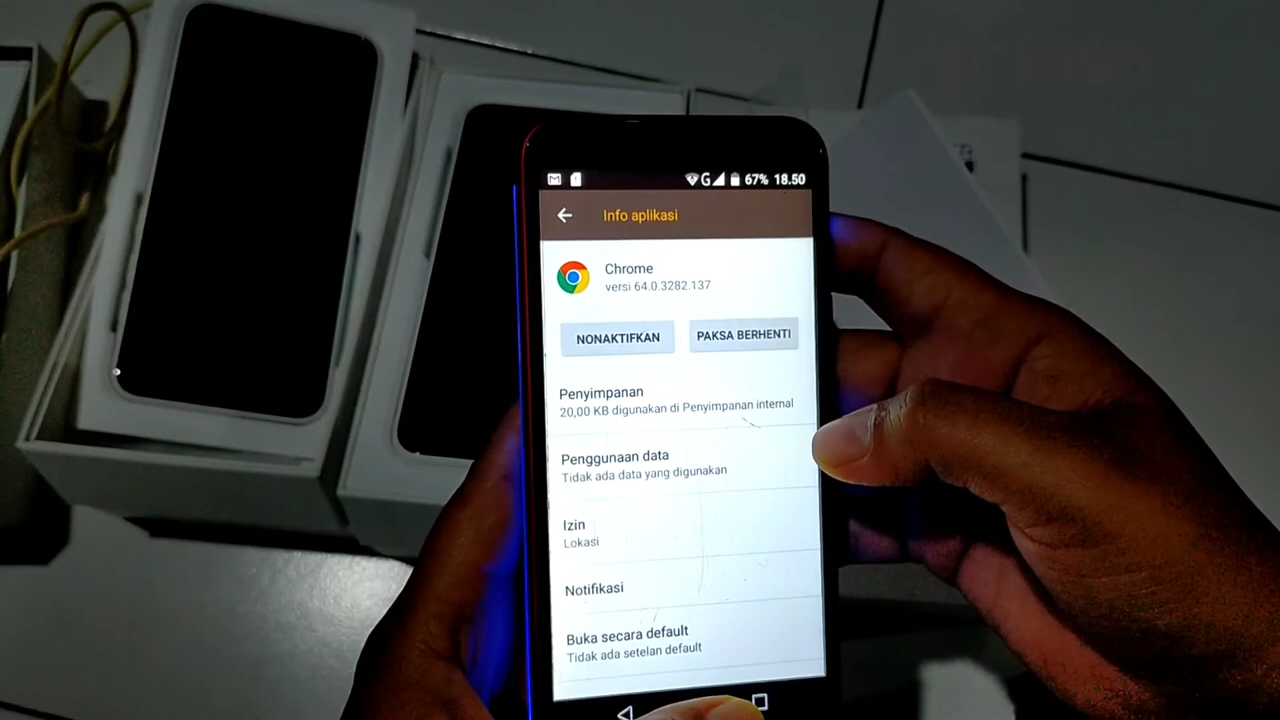 G 67% 18.50
Info aplikasi
Chrome
versi 64.0.3282.137
NONAKTIFKAN PAKSA BERHENTI
Penyimpanan
20,00 KB digunakan di Penyimpanan internal
Penggunaan data
Tidak ada data yang digunakan
Izin
Lokasi
Notifikasi
Buka secara default
Tidak ada setelan default